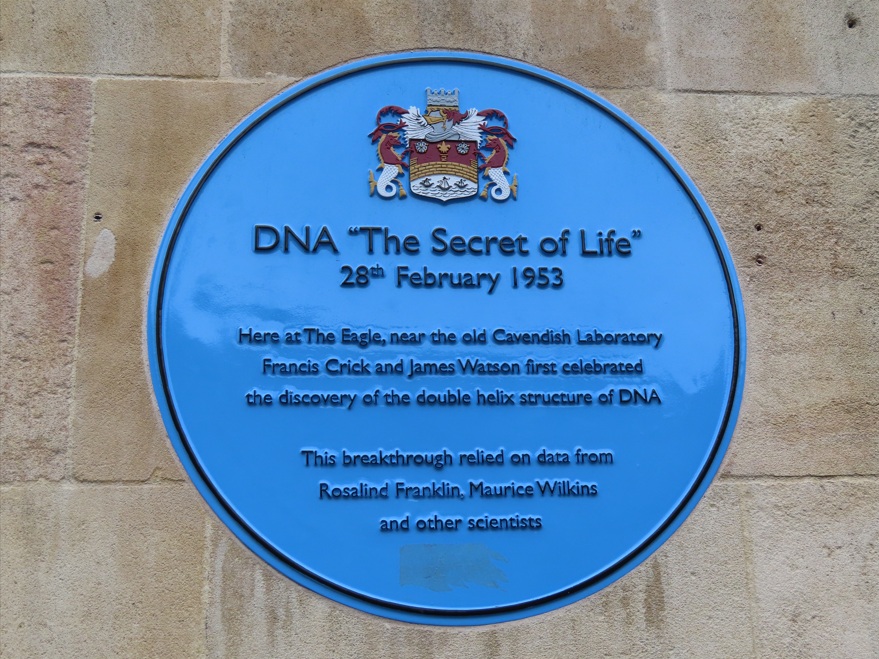 DNA “The Secret of Life”
28th February 1953
Here at The Eagle, near the old Cavendish Laboratory
Francis Crick and James Watson first celebrated
the discovery of the double helix structure of DNA
This breakthrough relied on data from
Rosalind Franklin, Maurice Wilkins
and other scientists